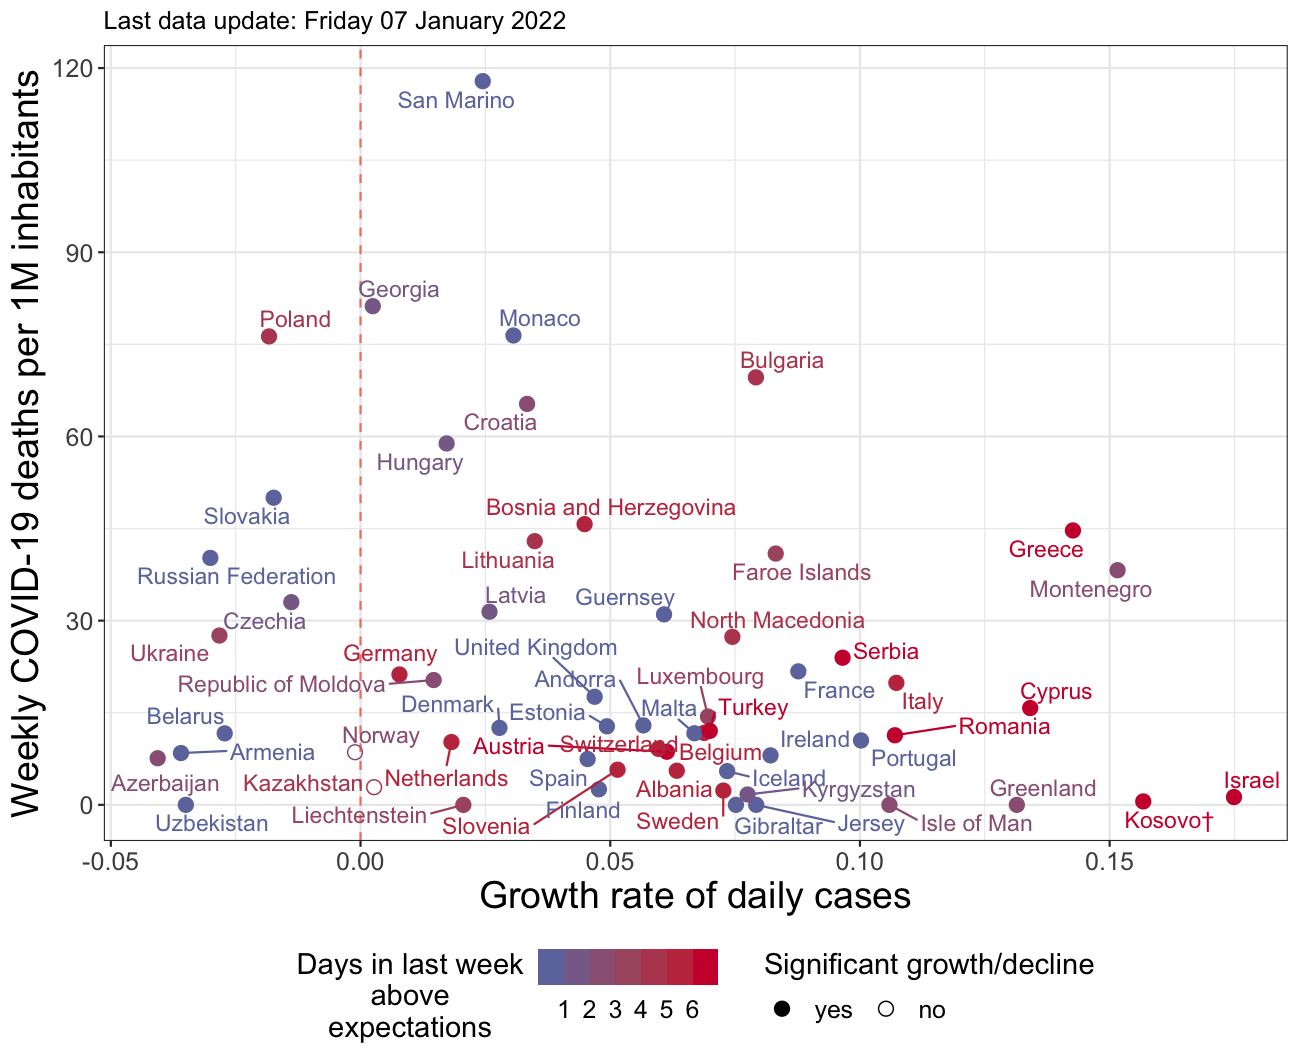 Last data update: Friday 07 January 2022
Weekly COVID-19 deaths per 1M inhabitants
120
90
60
30
0
San Marino
Georgia
Poland
Monaco
Bulgaria
Croatia
Hungary
Slovakia
Bosnia and Herzegovina
Lithuania
Greece
Russian Federation
Faroe Islands
Montenegro
Czechia
Latvia
Guernsey
Ukraine
North Macedonia
Germany
United Kingdom
Serbia
Republic of Moldova
Andorra
Luxembourg
France
Italy
Cyprus
Belarus
Denmark
Estonia
Malta
Turkey
Romania
Armenia
Norway
Austria
Switzerland
Belgium
Ireland
Portugal
Azerbaijan
Kazakhstan
Netherlands
Spain
Albania
Iceland
Kyrgyzstan
Greenland
Israel
Uzbekistan
Liechtenstein
Slovenia
Finland
Sweden
Gibraltar
Jersey
Isle of Man
Kosovo†
-0.05 0.00 0.05 0.10 0.15
Growth rate of daily cases
Days in last week
above
expectations
1 2 3 4 5 6
Significant growth/decline
yes no